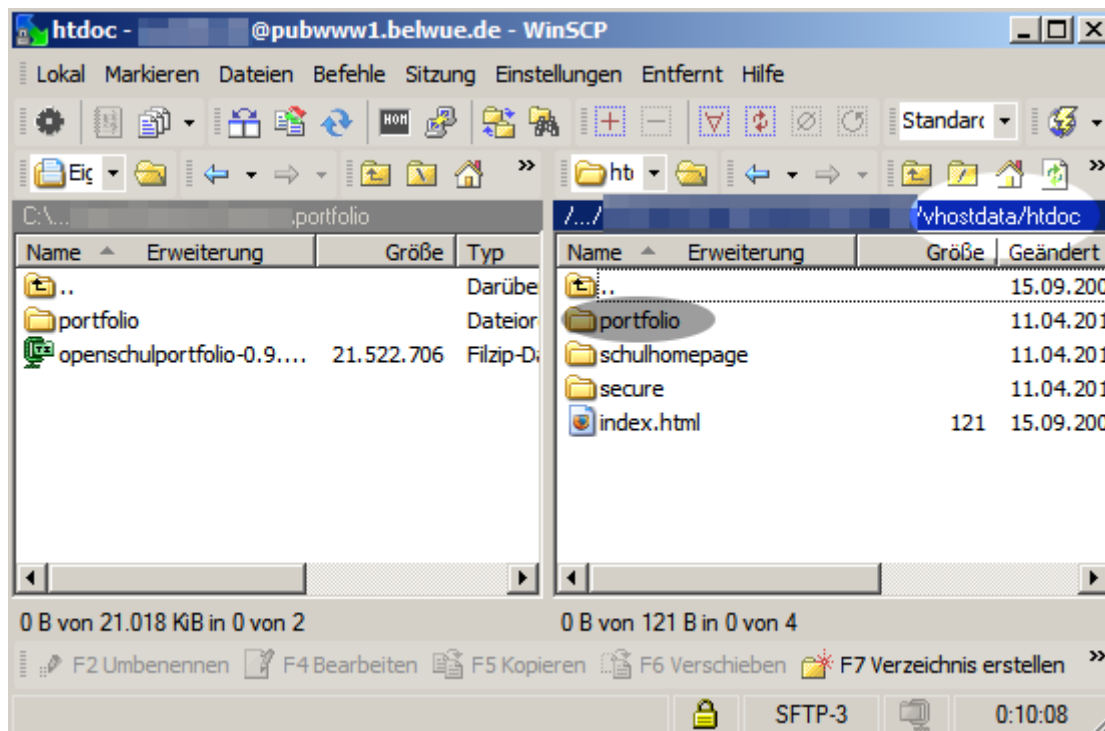 htdoc - @pubwww1.belwue.de - WinSCP
Lokal Markieren Dateien Befehle Sitzung Einstellungen Entfernt Hilfe
Standard
Eig
ht
C:\... .portfolio
/.../ /vhostdata/htdoc
Name Erweiterung Größe Typ
Name Erweiterung Größe Geändert
.. Darübe
.. 15.09.200
portfolio Dateior
portfolio 11.04.201
openschulportfolio-0.9.... 21.522.706 Filzip-Da
schulhomepage 11.04.201
secure 11.04.201
index.html 121 15.09.200
0 B von 21.018 KiB in 0 von 2
0 B von 121 B in 0 von 4
F2 Umbenennen F4 Bearbeiten F5 Kopieren F6 Verschieben F7 Verzeichnis erstellen
SFTP-3 0:10:08